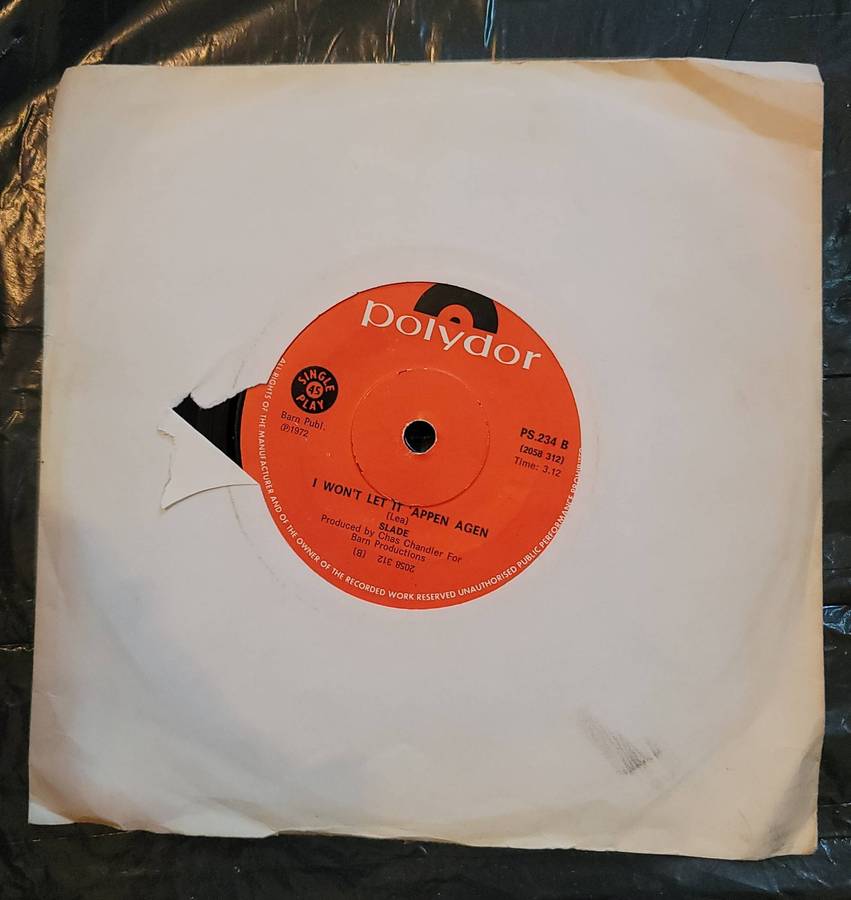 polydor
SINGLE
45
PLAY
Barn Publ.
Ⓟ1972
PS.234 B
(2058 312)
Time: 3.12
I WON'T LET IT 'APPEN AGEN
(Lea)
SLADE
Produced by Chas Chandler For
Barn Productions
2058 312 (B)
ALL RIGHTS OF THE MANUFACTURER AND OF THE OWNER OF THE RECORDED WORK RESERVED UNAUTHORISED PUBLIC PERFORMANCE PROHIBITED